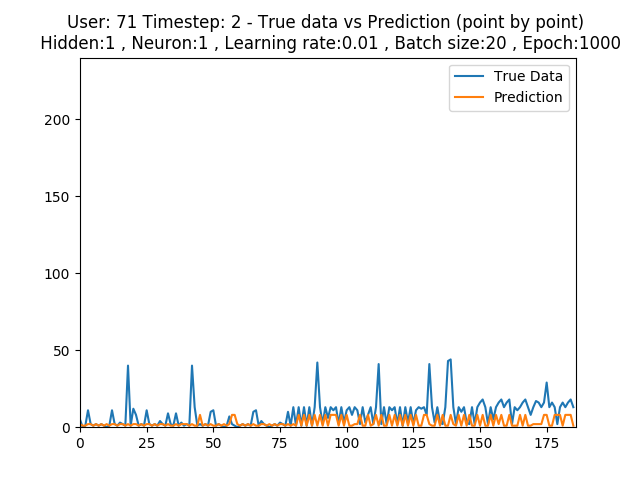 User: 71 Timestep: 2 - True data vs Prediction (point by point)
Hidden:1 , Neuron:1 , Learning rate:0.01 , Batch size:20 , Epoch:1000
True Data
Prediction
200
150
100
50
0
0 25 50 75 100 125 150 175